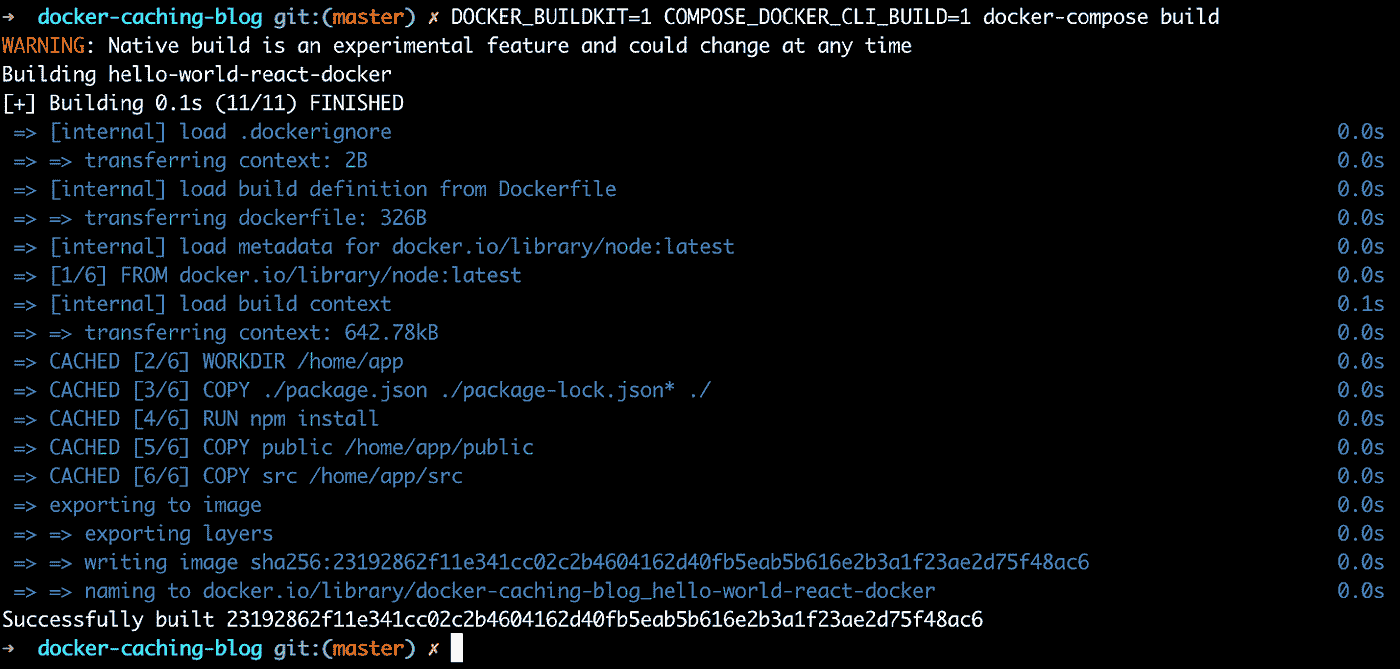 → docker-caching-blog git:(master) ✗ DOCKER_BUILDKIT=1 COMPOSE_DOCKER_CLI_BUILD=1 docker-compose build
WARNING: Native build is an experimental feature and could change at any time
Building hello-world-react-docker
[+] Building 0.1s (11/11) FINISHED
=> [internal] load .dockerignore 0.0s
=> => transferring context: 2B 0.0s
=> [internal] load build definition from Dockerfile 0.0s
=> => transferring dockerfile: 326B 0.0s
=> [internal] load metadata for docker.io/library/node:latest 0.0s
=> [1/6] FROM docker.io/library/node:latest 0.0s
=> [internal] load build context 0.1s
=> => transferring context: 642.78kB 0.0s
=> CACHED [2/6] WORKDIR /home/app 0.0s
=> CACHED [3/6] COPY ./package.json ./package-lock.json* ./ 0.0s
=> CACHED [4/6] RUN npm install 0.0s
=> CACHED [5/6] COPY public /home/app/public 0.0s
=> CACHED [6/6] COPY src /home/app/src 0.0s
=> exporting to image 0.0s
=> => exporting layers 0.0s
=> => writing image sha256:23192862f11e341cc02c2b4604162d40fb5eab5b616e2b3a1f23ae2d75f48ac6 0.0s
=> => naming to docker.io/library/docker-caching-blog_hello-world-react-docker 0.0s
Successfully built 23192862f11e341cc02c2b4604162d40fb5eab5b616e2b3a1f23ae2d75f48ac6
→ docker-caching-blog git:(master) ✗